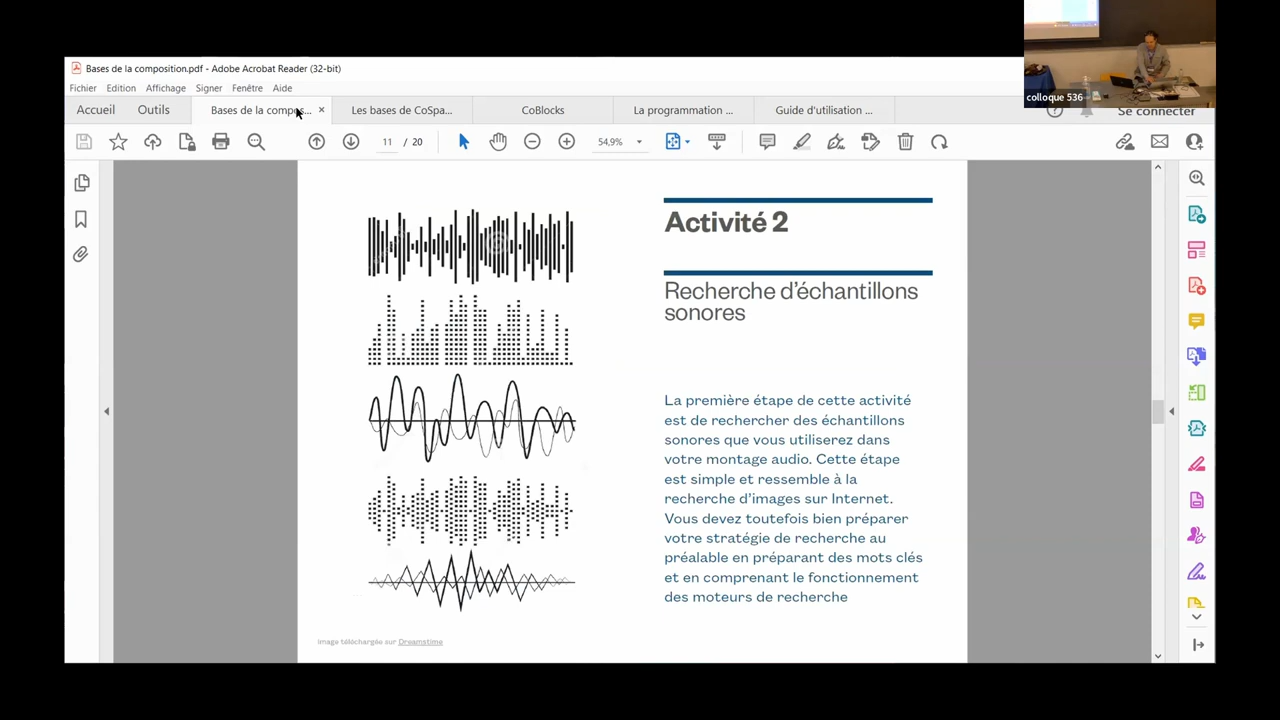 Bases de la composition.pdf - Adobe Acrobat Reader (32-bit)
Fichier Edition Affichage Signer Fenêtre Aide
colloque 536
Accueil Outils Bases de la compos... × Les bases de CoSpa... CoBlocks La programmation ... Guide d'utilisation ... Se connecter
11 / 20 54,9%
Activité 2
Recherche d'échantillons
sonores
La première étape de cette activité
est de rechercher des échantillons
sonores que vous utiliserez dans
votre montage audio. Cette étape
est simple et ressemble à la
recherche d'images sur Internet.
Vous devez toutefois bien préparer
votre stratégie de recherche au
préalable en préparant des mots clés
et en comprenant le fonctionnement
des moteurs de recherche
Image téléchargée sur Dreamstime